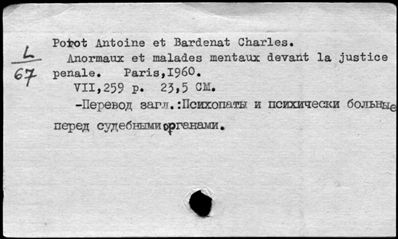 L
67
Porot Antoine et Bardenat Charles.
Anormaux et malades mentaux devant la justice
penale. Paris,1960.
VII,259 p. 23,5 СМ.
-Перевод загл.:Психопаты и психически больные
перед судебными органами.